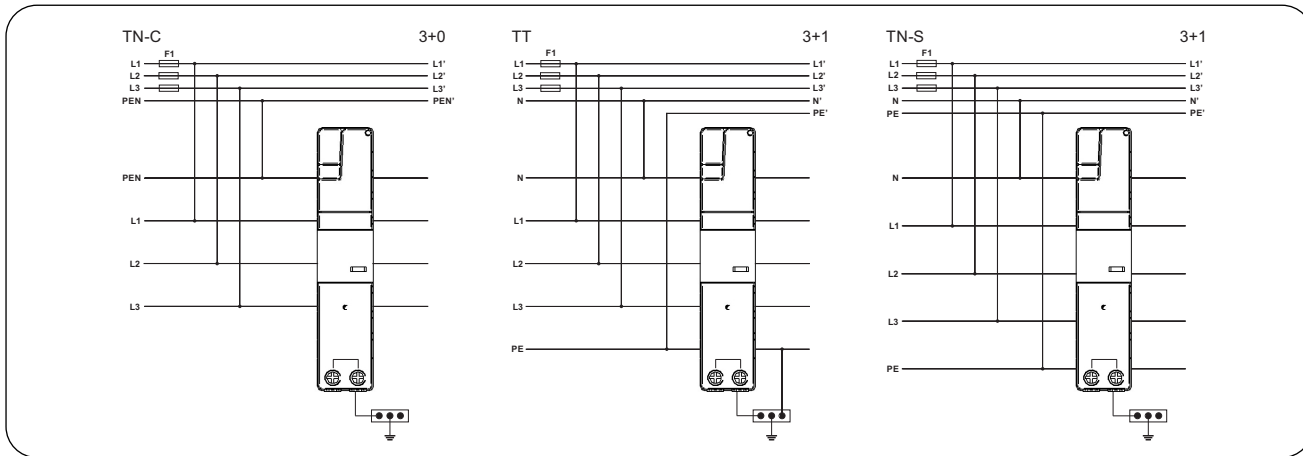 TN-C 3+0
F1
L1 L1'
L2 L2'
L3 L3'
PEN PEN'
PEN
L1
L2
L3
TT 3+1
F1
L1 L1'
L2 L2'
L3 L3'
N N'
PE'
N
L1
L2
L3
PE
TN-S 3+1
F1
L1 L1'
L2 L2'
L3 L3'
N N'
PE PE'
N
L1
L2
L3
PE